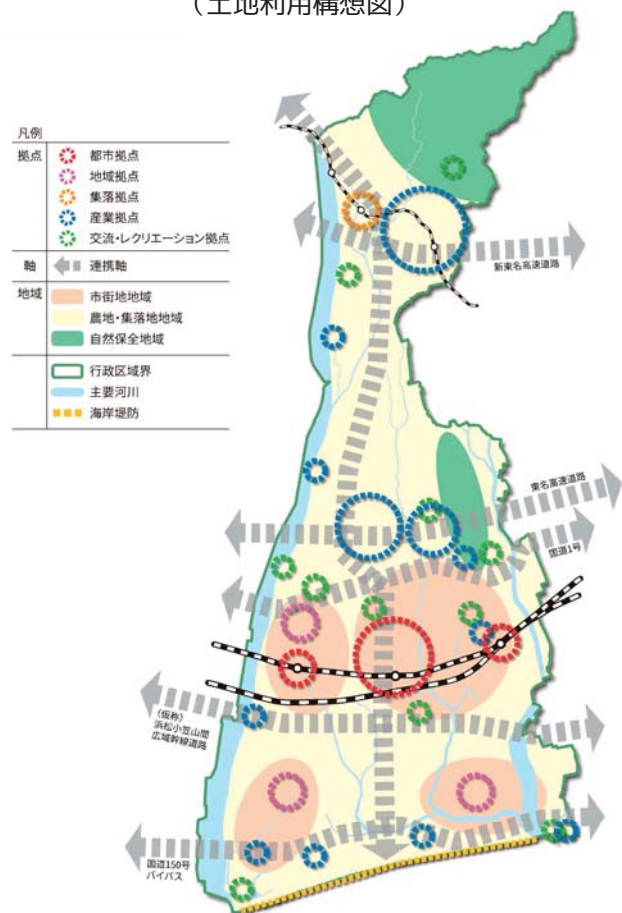 （土地利用構想図）
凡例
拠点
都市拠点
地域拠点
集落拠点
産業拠点
交流・レクリエーション拠点
軸
連携軸
地域
市街地地域
農地・集落地地域
自然保全地域
行政区域界
主要河川
海岸堤防
新東名高速道路
東名高速道路
国道1号
（仮称）
浜松小笠山間
広域幹線道路
国道150号
バイパス